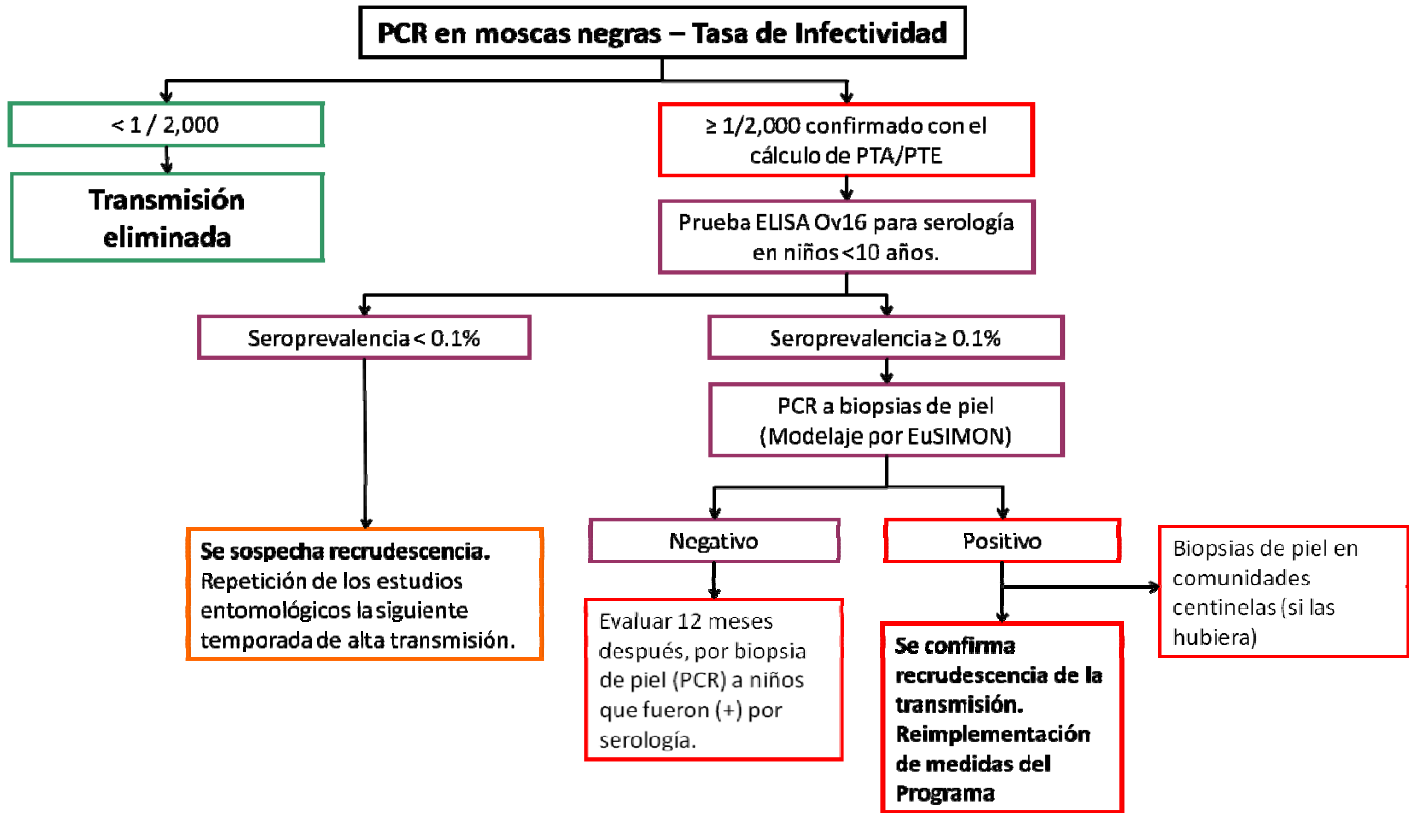 PCR en moscas negras – Tasa de Infectividad
< 1 / 2,000
≥ 1/2,000 confirmado con el
cálculo de PTA/PTE
Transmisión
eliminada
Prueba ELISA Ov16 para serología
en niños <10 años.
Seroprevalencia < 0.1%
Seroprevalencia ≥ 0.1%
PCR a biopsias de piel
(Modelaje por EuSIMON)
Negativo
Positivo
Se sospecha recrudescencia.
Repetición de los estudios
entomológicos la siguiente
temporada de alta transmisión.
Evaluar 12 meses
después, por biopsia
de piel (PCR) a niños
que fueron (+) por
serología.
Se confirma
recrudescencia de la
transmisión.
Reimplementación
de medidas del
Programa
Biopsias de piel en
comunidades
centinelas (si las
hubiera)